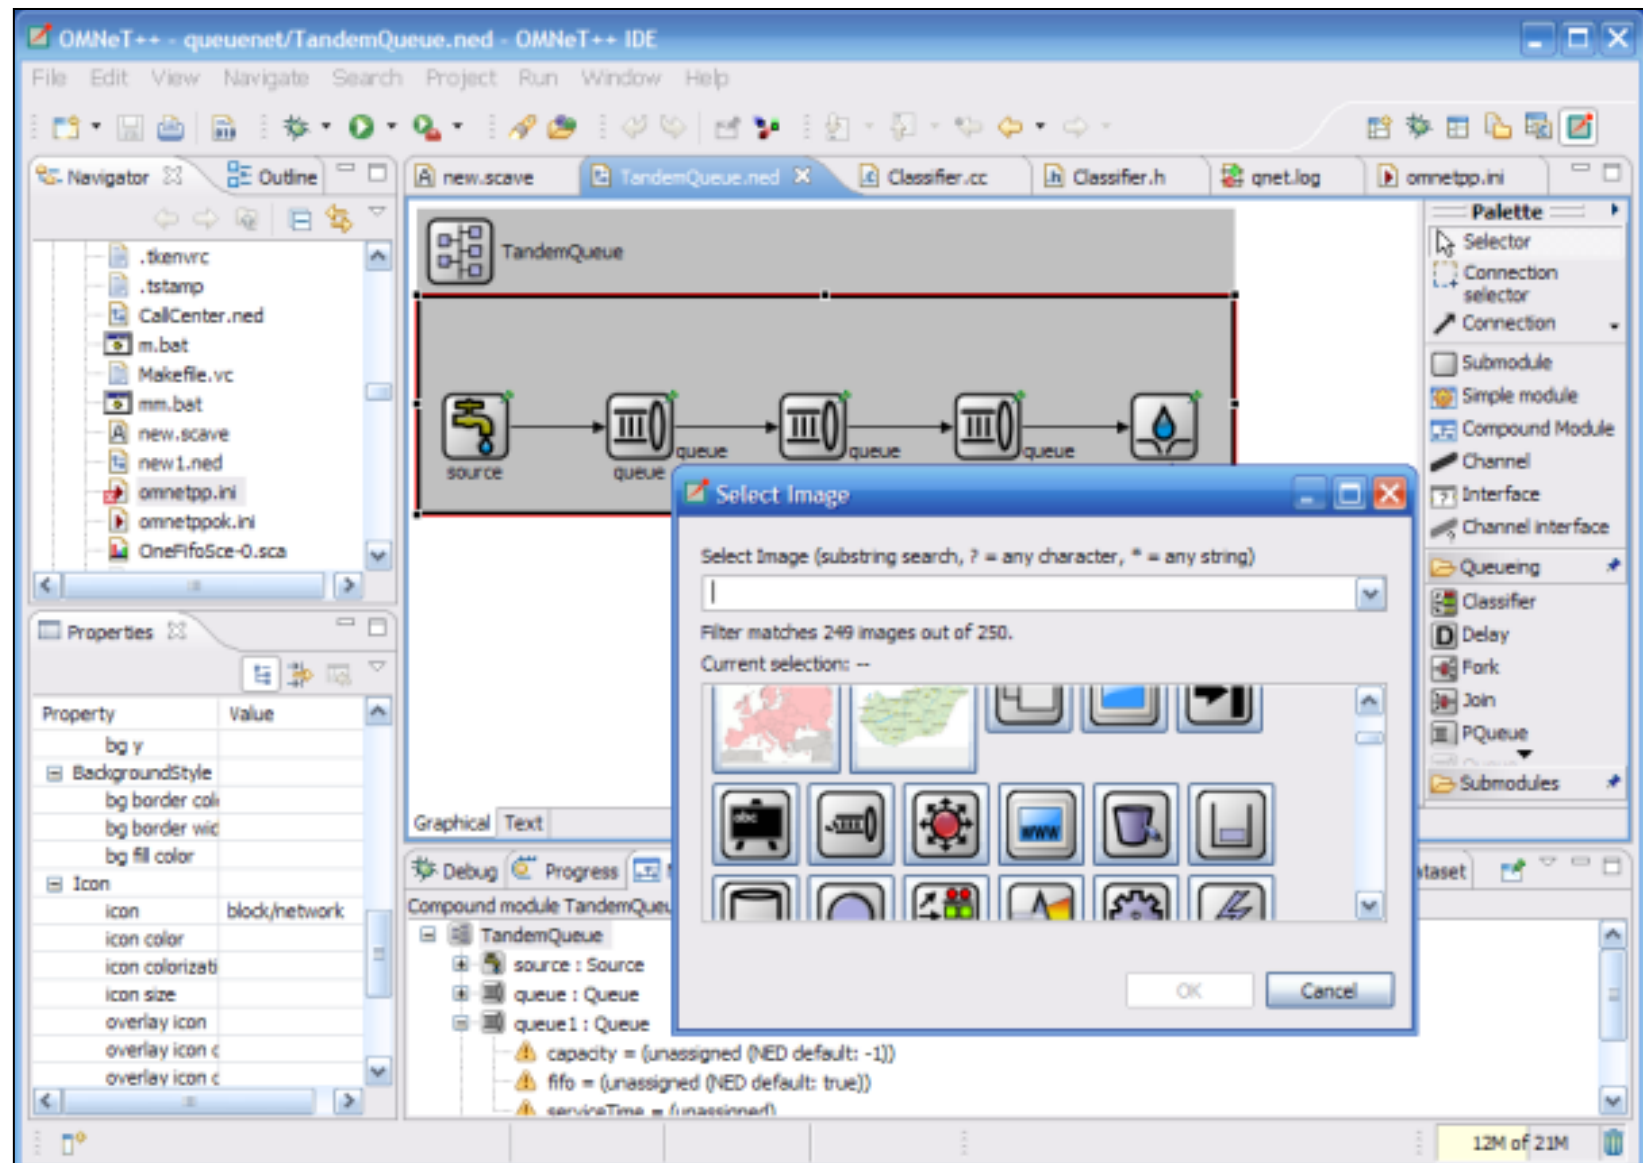 OMNeT++ - queuenet/TandemQueue.ned - OMNeT++ IDE
File Edit View Navigate Search Project Run Window Help
Navigator Outline
.tkenvrc
.tstamp
CallCenter.ned
m.bat
Makefile.vc
mm.bat
new.scave
new1.ned
omnetpp.ini
omnetppok.ini
OneFifoSce-0.sca
Properties
Property Value
bg y
BackgroundStyle
bg border col
bg border wid
bg fill color
Icon
icon block/network
icon color
icon colorizati
icon size
overlay icon
overlay icon c
overlay icon c
new.scave TandemQueue.ned Classifier.cc Classifier.h qnet.log omnetpp.ini
TandemQueue
source queue queue queue queue
Graphical Text
Palette
Selector
Connection
selector
Connection
Submodule
Simple module
Compound Module
Channel
Interface
Channel interface
Queueing
Classifier
Delay
Fork
Join
PQueue
Submodules
Select Image
Select Image (substring search, ? = any character, * = any string)
Filter matches 249 images out of 250.
Current selection: --
abc
www
OK Cancel
Debug Progress taset
Compound module TandemQueu
TandemQueue
source : Source
queue : Queue
queue1 : Queue
capacity = (unassigned (NED default: -1))
fifo = (unassigned (NED default: true))
serviceTime = (unassigned)
12M of 21M